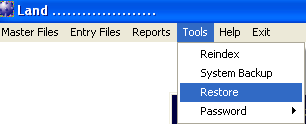 Land .....................
Master Files Entry Files Reports Tools Help Exit
Reindex
System Backup
Restore
Password